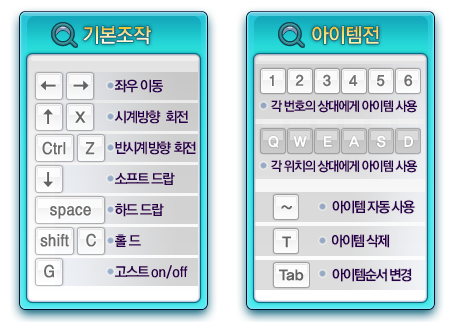 기본조작
← → 좌우 이동
↑ X 시계방향 회전
Ctrl Z 반시계방향 회전
↓ 소프트 드랍
space 하드 드랍
shift C 홀 드
G 고스트 on/off
아이템전
1 2 3 4 5 6
각 번호의 상대에게 아이템 사용
Q W E A S D
각 위치의 상대에게 아이템 사용
~ 아이템 자동 사용
T 아이템 삭제
Tab 아이템순서 변경